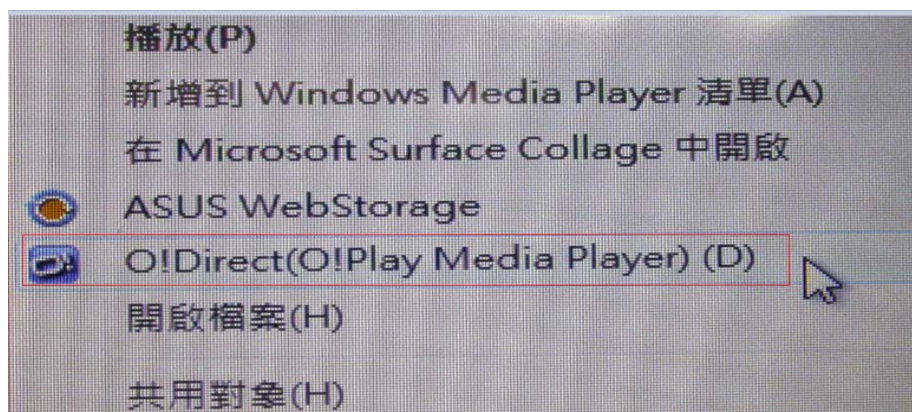 播放(P)
新增到 Windows Media Player 清單(A)
在 Microsoft Surface Collage 中開啟
ASUS WebStorage
O!Direct(O!Play Media Player) (D)
開啟檔案(H)
共用對象(H)